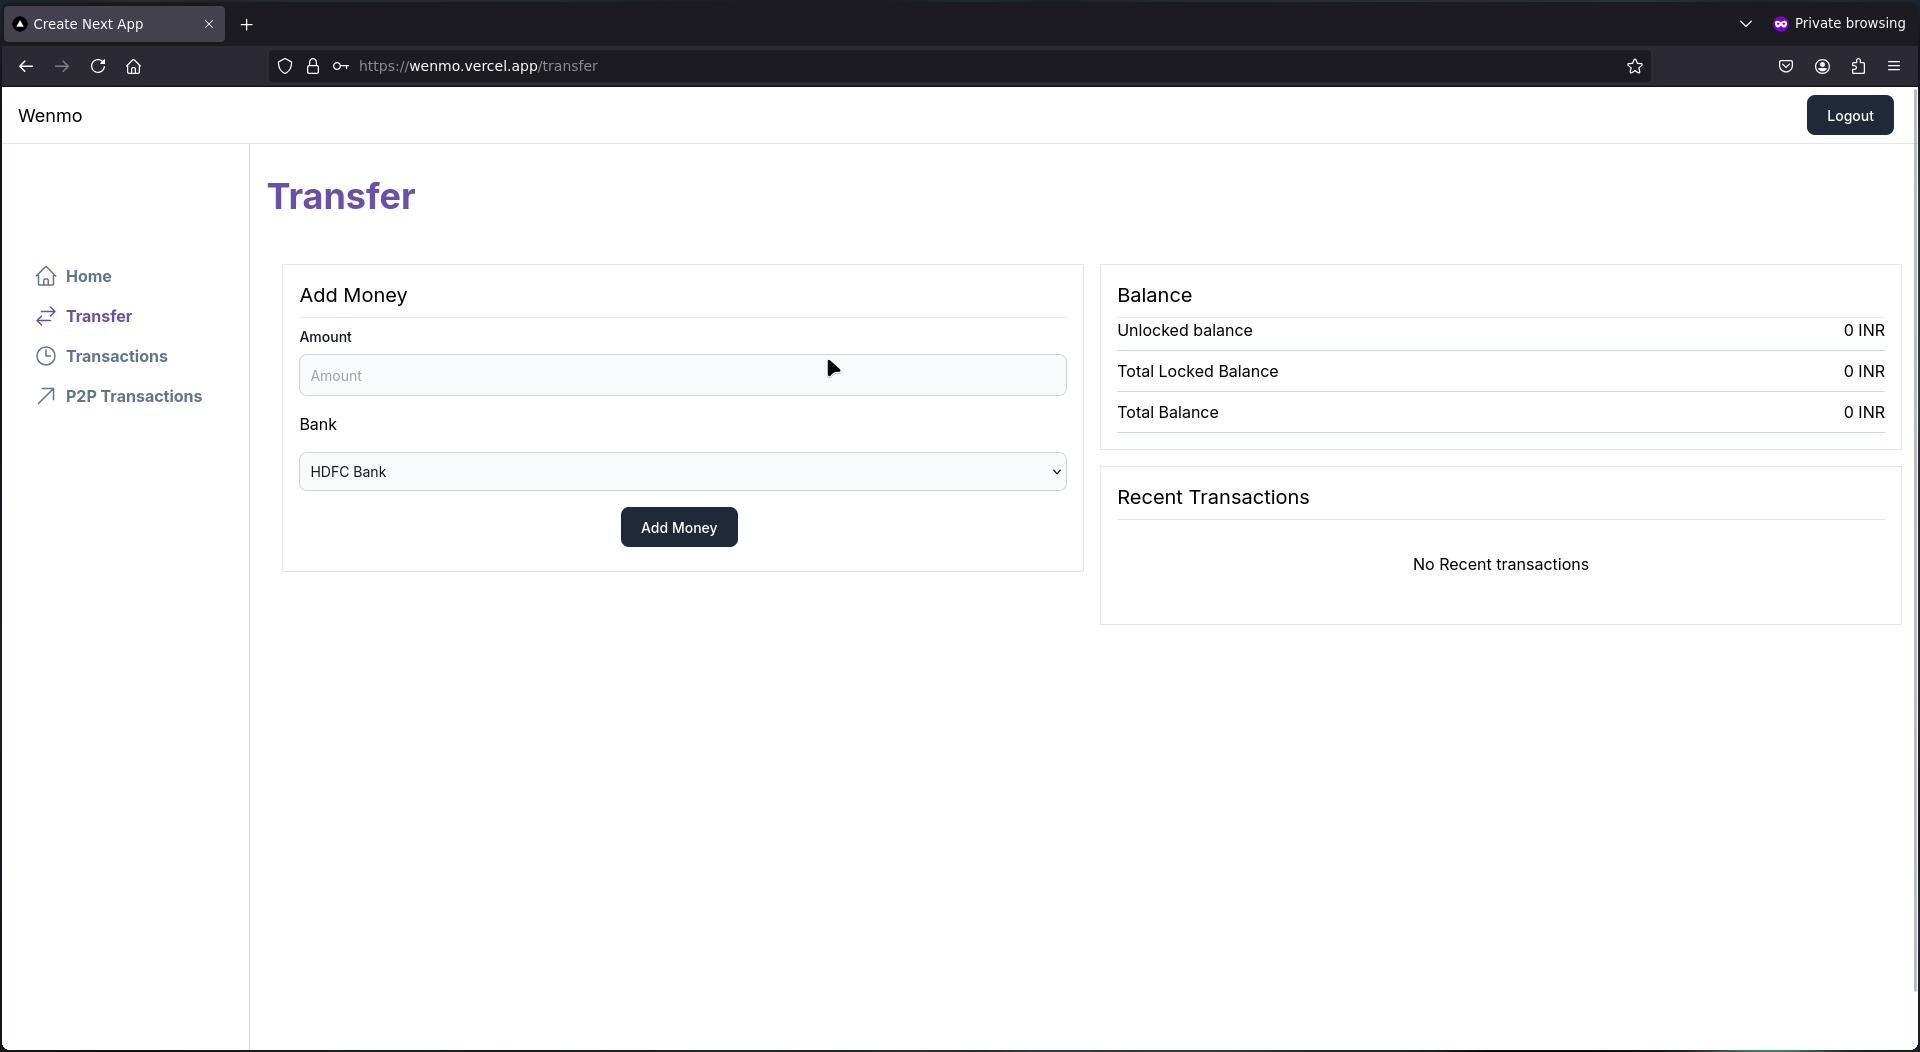 Create Next App
Private browsing
https://wenmo.vercel.app/transfer
Wenmo
Logout
Transfer
Home
Transfer
Transactions
P2P Transactions
Add Money
Amount
Amount
Bank
HDFC Bank
Add Money
Balance
Unlocked balance 0 INR
Total Locked Balance 0 INR
Total Balance 0 INR
Recent Transactions
No Recent transactions